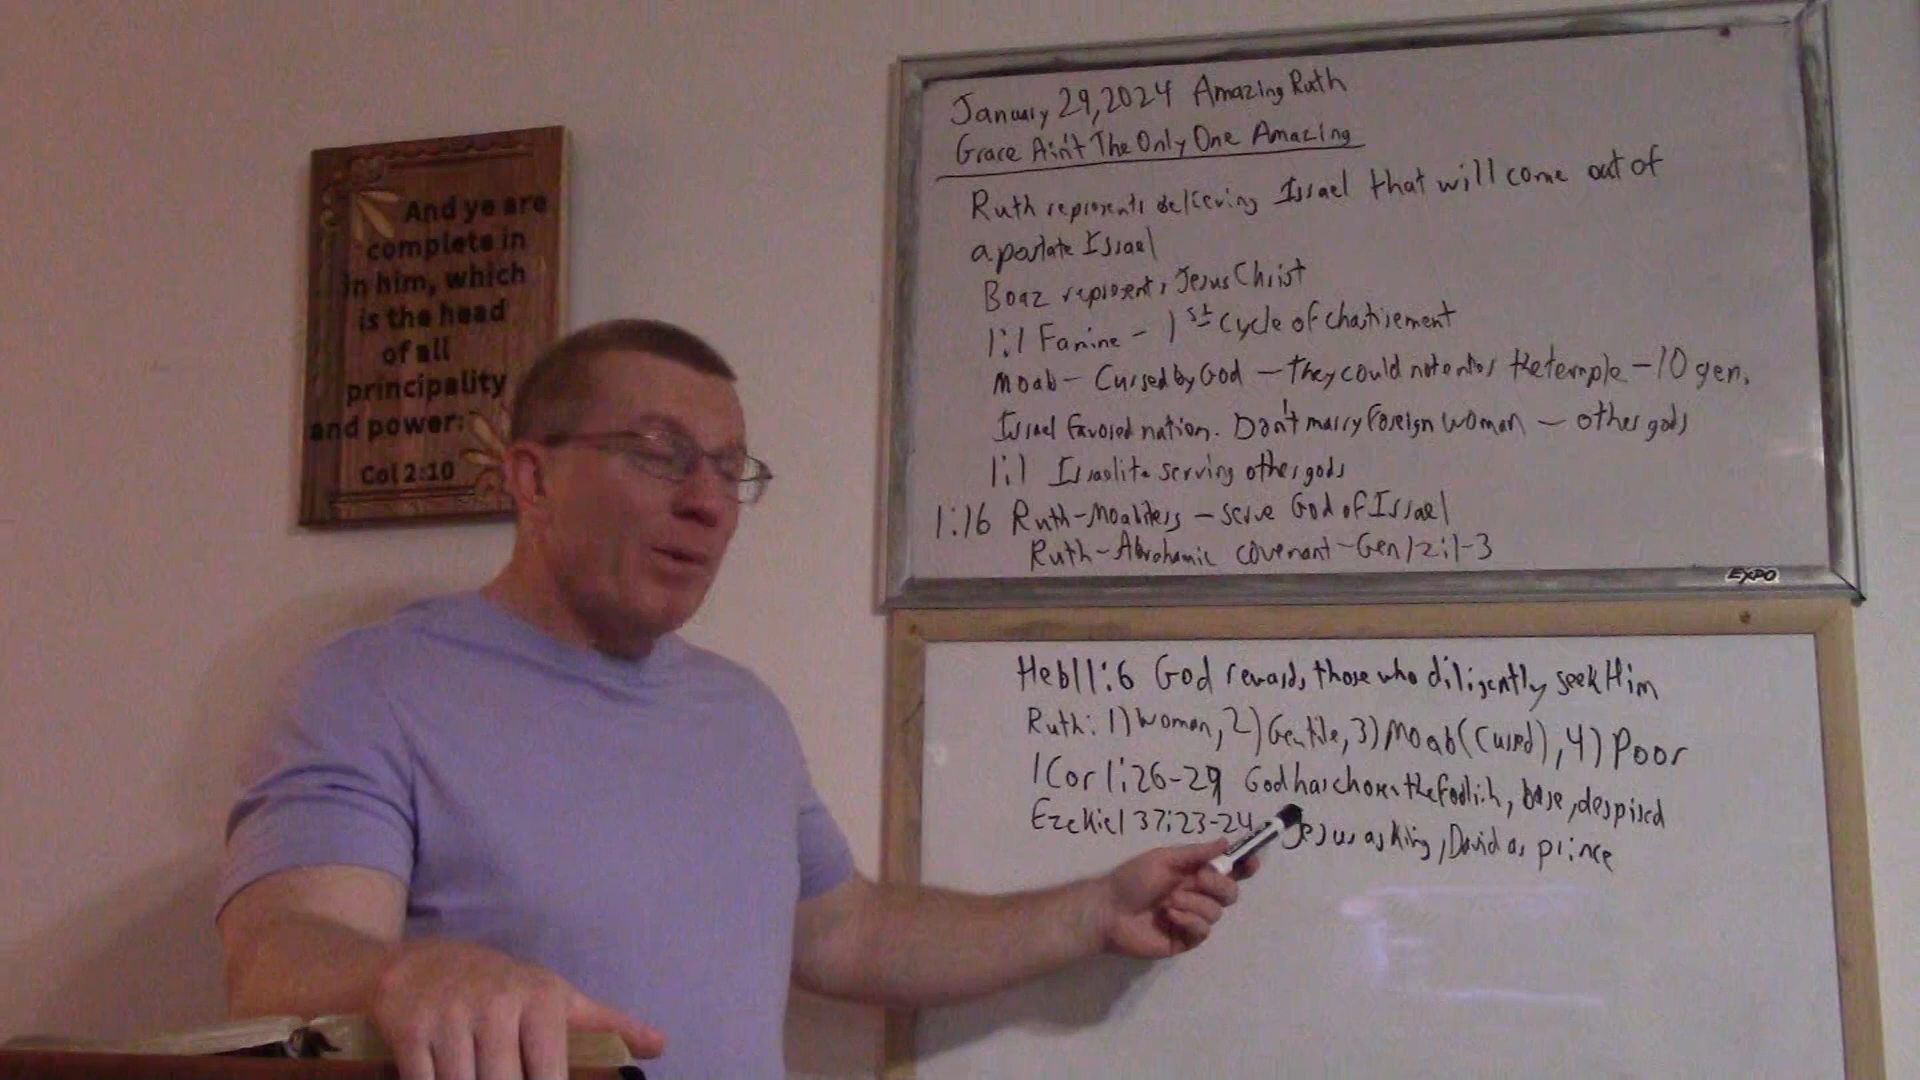 And ye are
complete in
him, which
is the head
of all
principality
and power:
Col 2:10
January 29, 2024 Amazing Ruth
Grace Ain't The Only One Amazing
Ruth represents believing Israel that will come out of
apostate Israel
Boaz represents Jesus Christ
1:1 Famine - 1st Cycle of chastisement
Moab - Cursed by God - They could not enter the temple - 10 gen.
Israel favored nation. Don't marry foreign woman - other gods
1:1 Israelite serving other gods
1:16 Ruth - Moabitess - serve God of Israel
Ruth - Abrahamic covenant - Gen 12:1-3
EXPO
Heb 11:6 God rewards those who diligently seek Him
Ruth: 1) Woman, 2) Gentile, 3) Moab (Cursed), 4) Poor
1 Cor 1:26-29 God has chosen the foolish, base, despised
Ezekiel 37:23-24 Jesus as King, David as prince